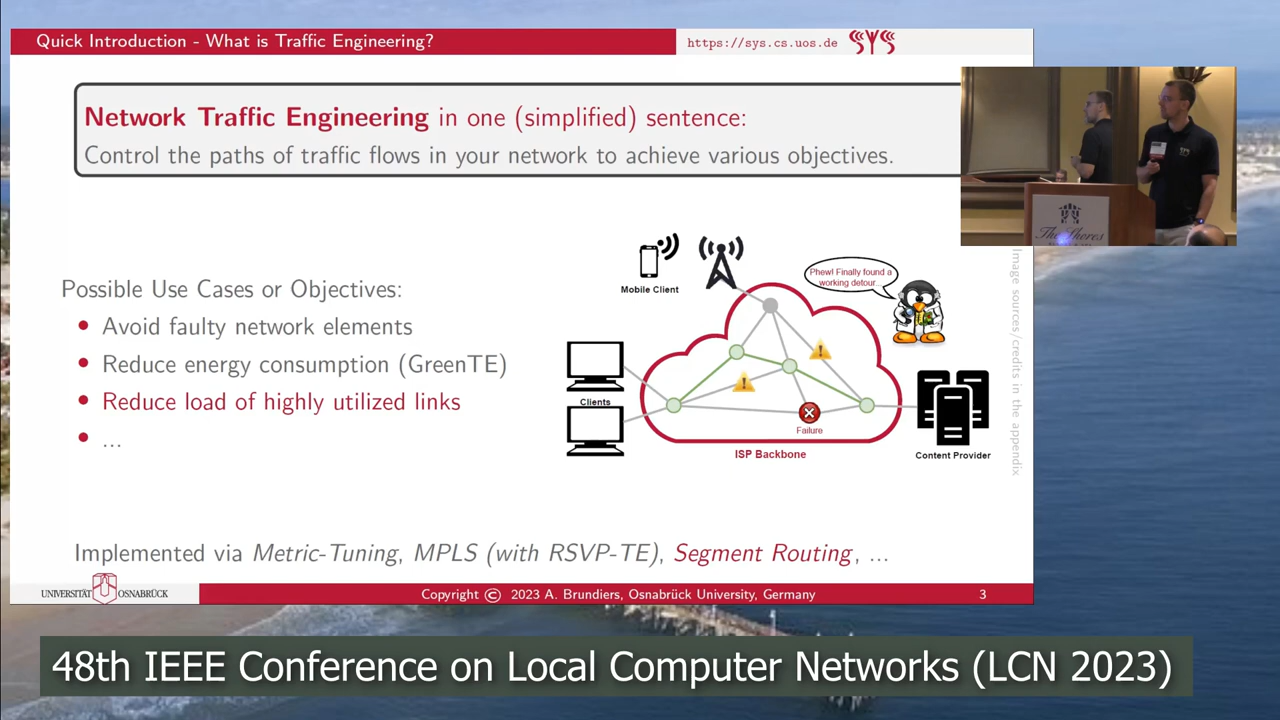 Quick Introduction - What is Traffic Engineering?
https://sys.cs.uos.de
SYS
Network Traffic Engineering in one (simplified) sentence:
Control the paths of traffic flows in your network to achieve various objectives.
Possible Use Cases or Objectives:
• Avoid faulty network elements
• Reduce energy consumption (GreenTE)
• Reduce load of highly utilized links
• ...
Mobile Client
Phew! Finally found a
working detour...
Clients
Failure
ISP Backbone
Content Provider
Image sources/credits in the appendix
The Shores
Implemented via Metric-Tuning, MPLS (with RSVP-TE), Segment Routing, ...
UNIVERSITÄT OSNABRÜCK
Copyright © 2023 A. Brundiers, Osnabrück University, Germany
3
48th IEEE Conference on Local Computer Networks (LCN 2023)